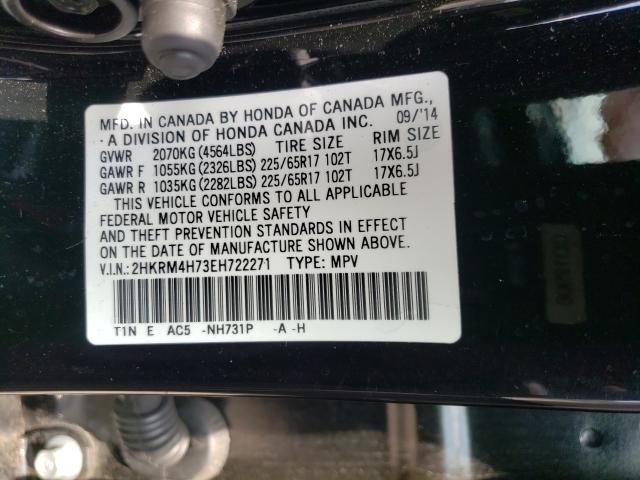 MFD. IN CANADA BY HONDA OF CANADA MFG.,
- A DIVISION OF HONDA CANADA INC. 09/'14
GVWR 2070KG (4564LBS) TIRE SIZE RIM SIZE
GAWR F 1055KG (2326LBS) 225/65R17 102T 17X6.5J
GAWR R 1035KG (2282LBS) 225/65R17 102T 17X6.5J
THIS VEHICLE CONFORMS TO ALL APPLICABLE
FEDERAL MOTOR VEHICLE SAFETY
AND THEFT PREVENTION STANDARDS IN EFFECT
ON THE DATE OF MANUFACTURE SHOWN ABOVE.
V.I.N.: 2HKRM4H73EH722271 TYPE: MPV
T1N E AC5 -NH731P -A -H